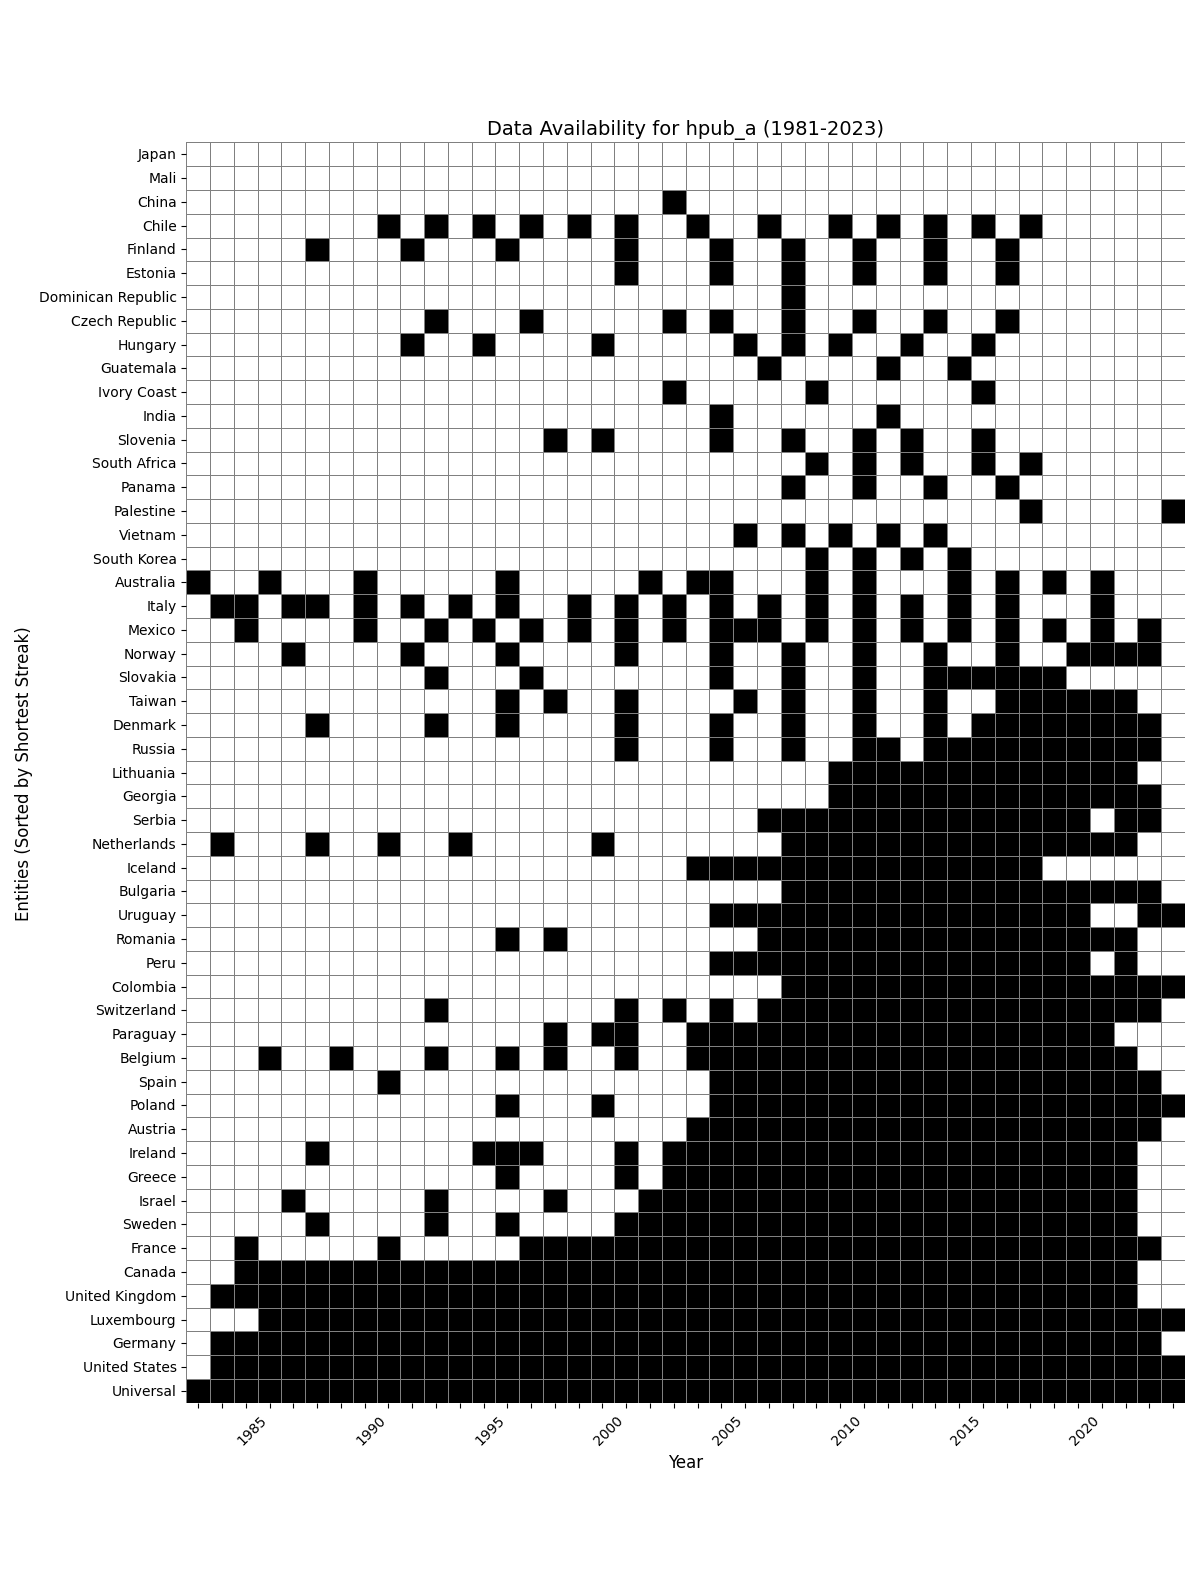 Data Availability for hpub_a (1981-2023)
Japan
Mali
China
Chile
Finland
Estonia
Dominican Republic
Czech Republic
Hungary
Guatemala
Ivory Coast
India
Slovenia
South Africa
Panama
Palestine
Vietnam
South Korea
Australia
Italy
Mexico
Norway
Slovakia
Taiwan
Denmark
Russia
Lithuania
Georgia
Serbia
Netherlands
Iceland
Bulgaria
Uruguay
Romania
Peru
Colombia
Switzerland
Paraguay
Belgium
Spain
Poland
Austria
Ireland
Greece
Israel
Sweden
France
Canada
United Kingdom
Luxembourg
Germany
United States
Universal
Entities (Sorted by Shortest Streak)
1985 1990 1995 2000 2005 2010 2015 2020
Year